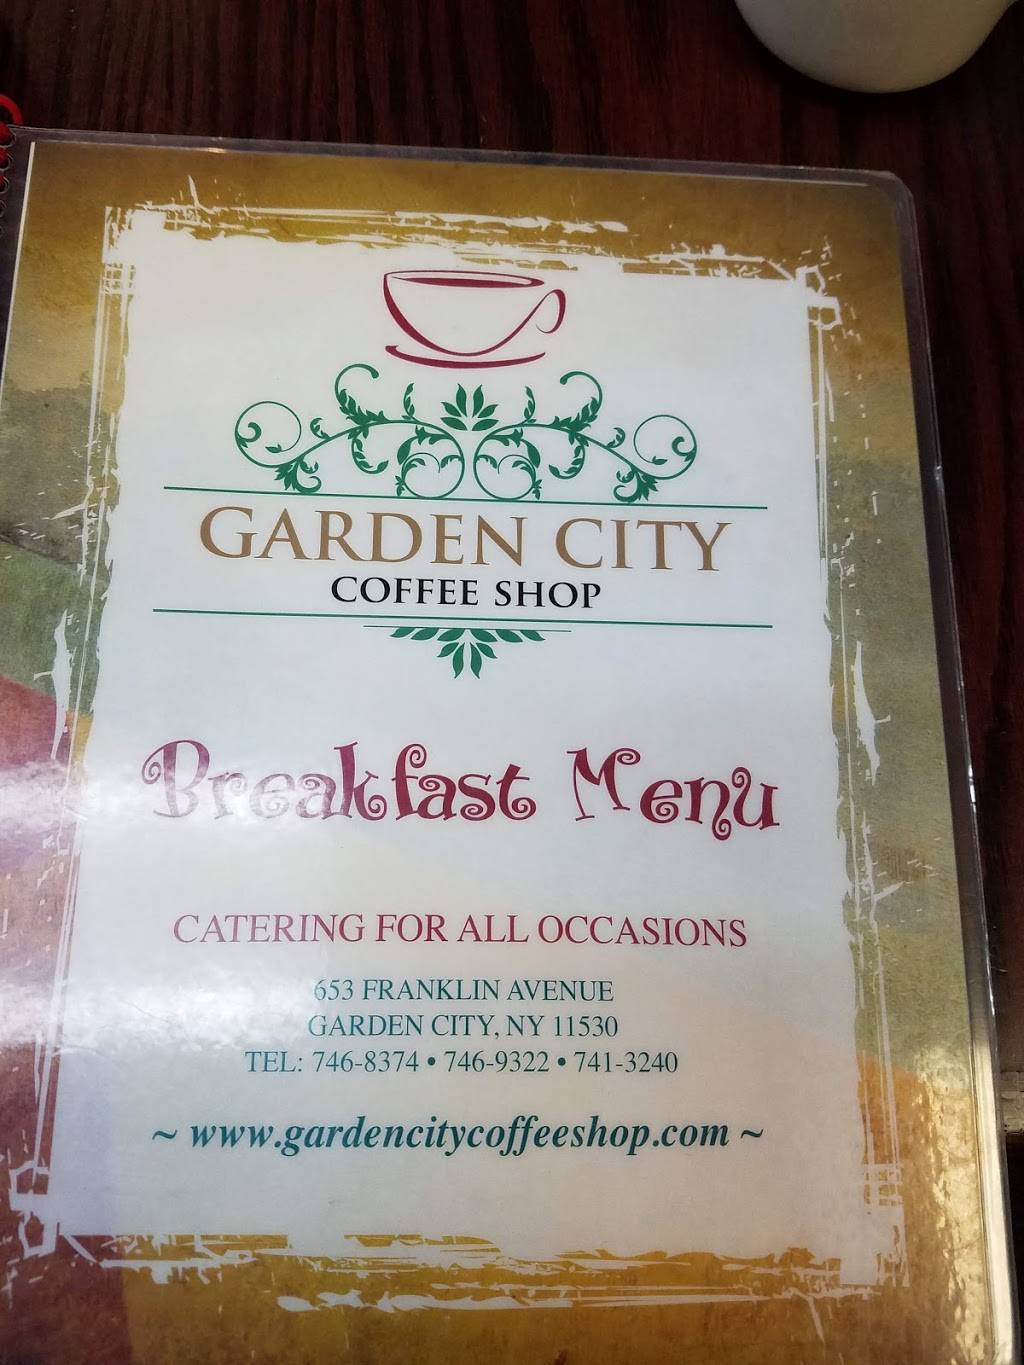 GARDEN CITY
COFFEE SHOP
Breakfast Menu
CATERING FOR ALL OCCASIONS
653 FRANKLIN AVENUE
GARDEN CITY, NY 11530
TEL: 746-8374 • 746-9322 • 741-3240
~ www.gardencitycoffeeshop.com ~